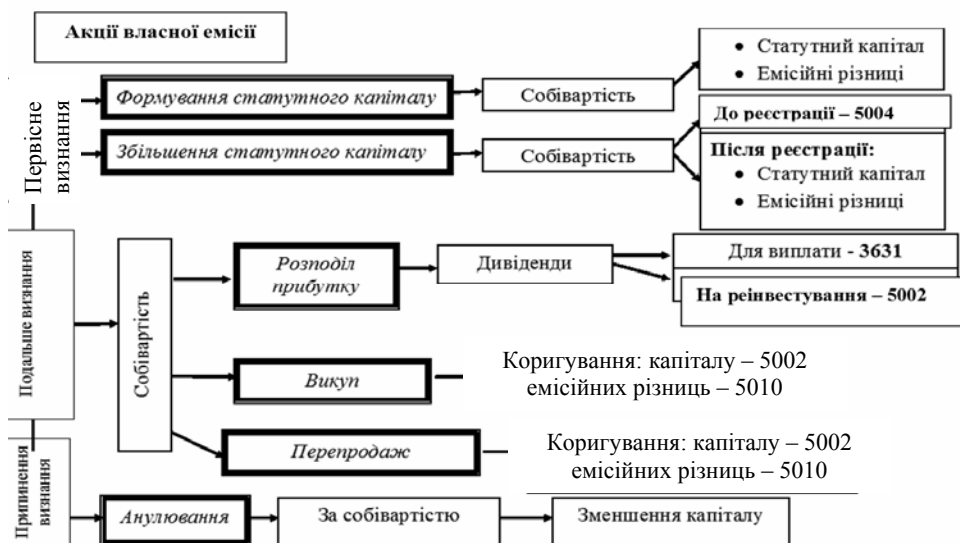 Акції власної емісії
Первісне
визнання
Формування статутного капіталу
Собівартість
• Статутний капітал
• Емісійні різниці
Збільшення статутного капіталу
Собівартість
До реєстрації – 5004
Після реєстрації:
• Статутний капітал
• Емісійні різниці
Подальше визнання
Собівартість
Розподіл
прибутку
Дивіденди
Для виплати - 3631
На реінвестування – 5002
Викуп
Коригування: капіталу – 5002
емісійних різниць – 5010
Перепродаж
Коригування: капіталу – 5002
емісійних різниць – 5010
Припинення
визнання
Анулювання
За собівартістю
Зменшення капіталу